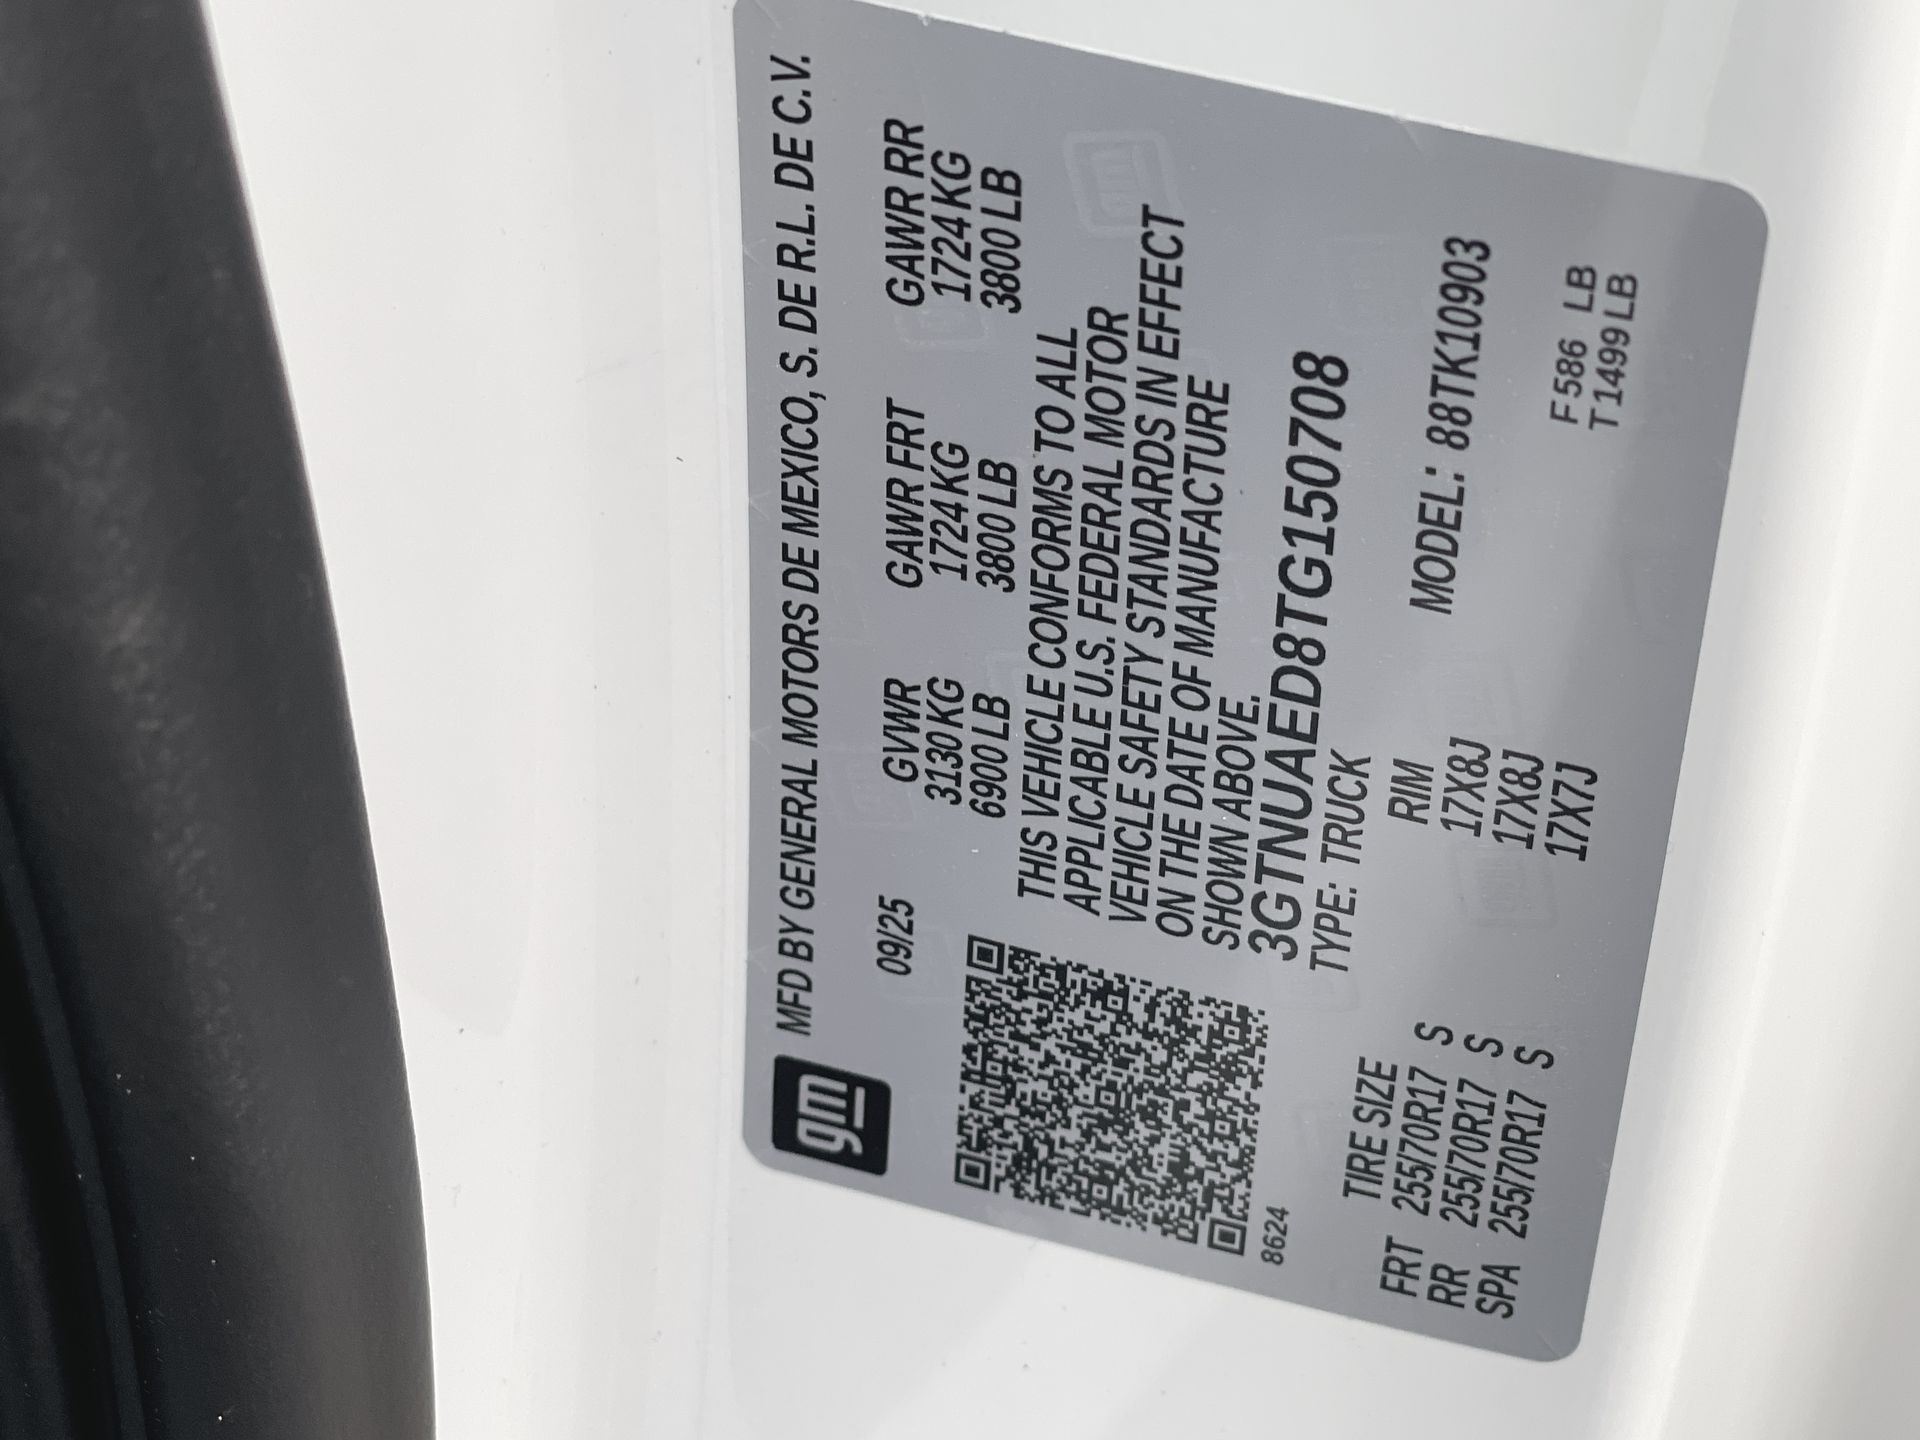 gm MFD BY GENERAL MOTORS DE MEXICO, S. DE R.L. DE C.V.
09/25 GVWR GAWR FRT GAWR RR
3130 KG 1724 KG 1724 KG
6900 LB 3800 LB 3800 LB
THIS VEHICLE CONFORMS TO ALL
APPLICABLE U.S. FEDERAL MOTOR
VEHICLE SAFETY STANDARDS IN EFFECT
ON THE DATE OF MANUFACTURE
SHOWN ABOVE.
3GTNUAED8TG150708
8624 TYPE: TRUCK
TIRE SIZE RIM MODEL: 88TK10903
FRT 255/70R17 S 17X8J
RR 255/70R17 S 17X8J
SPA 255/70R17 S 17X7J
F 586 LB
T 1499 LB